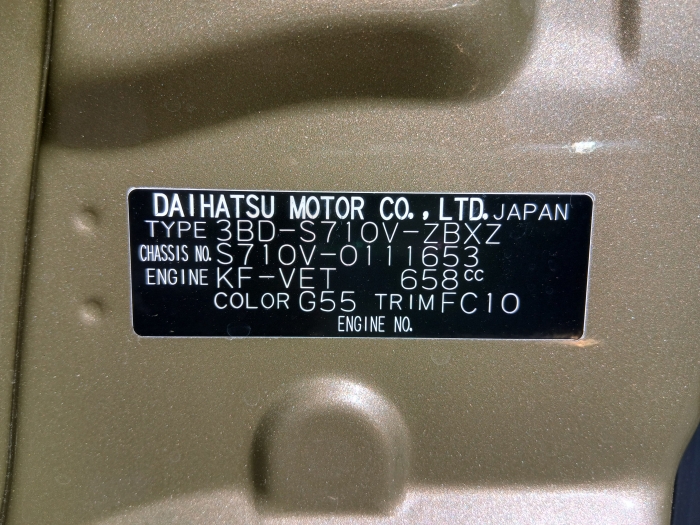 DAIHATSU MOTOR CO., LTD. JAPAN
TYPE 3BD-S710V-ZBXZ
CHASSIS NO. S710V-0111653
ENGINE KF-VET 658cc
COLOR G55 TRIM FC10
ENGINE NO.